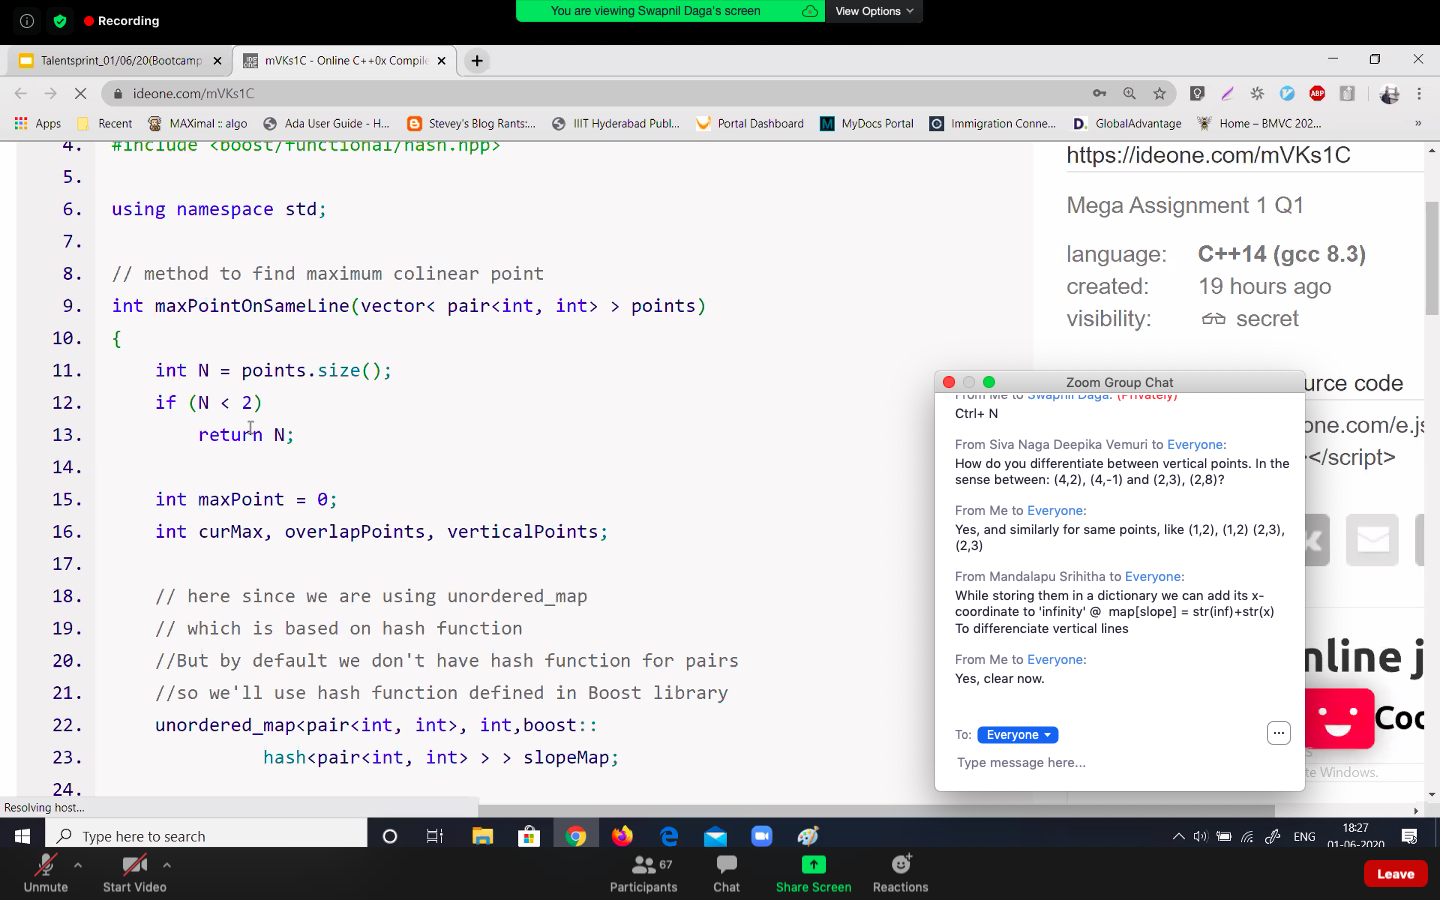 Recording
You are viewing Swapnil Daga's screen
View Options
Talentsprint_01/06/20(Bootcamp
mVKs1C - Online C++0x Compile
ideone.com/mVKs1C
Apps
Recent
MAXimal :: algo
Ada User Guide - H...
Stevey's Blog Rants:...
IIIT Hyderabad Publ...
Portal Dashboard
MyDocs Portal
Immigration Conne...
GlobalAdvantage
Home – BMVC 202...
4. #include <boost/functional/hash.hpp>
5.
6. using namespace std;
7.
8. // method to find maximum colinear point
9. int maxPointOnSameLine(vector< pair<int, int> > points)
10. {
11. int N = points.size();
12. if (N < 2)
13. return N;
14.
15. int maxPoint = 0;
16. int curMax, overlapPoints, verticalPoints;
17.
18. // here since we are using unordered_map
19. // which is based on hash function
20. //But by default we don't have hash function for pairs
21. //so we'll use hash function defined in Boost library
22. unordered_map<pair<int, int>, int,boost::
23. hash<pair<int, int> > > slopeMap;
24.
https://ideone.com/mVKs1C
Mega Assignment 1 Q1
language: C++14 (gcc 8.3)
created: 19 hours ago
visibility: secret
urce code
one.com/e.js
></script>
nline j
Coc
te Windows.
Zoom Group Chat
From Me to Swapnil Daga: (Privately)
Ctrl+ N
From Siva Naga Deepika Vemuri to Everyone:
How do you differentiate between vertical points. In the
sense between: (4,2), (4,-1) and (2,3), (2,8)?
From Me to Everyone:
Yes, and similarly for same points, like (1,2), (1,2) (2,3),
(2,3)
From Mandalapu Srihitha to Everyone:
While storing them in a dictionary we can add its x-
coordinate to 'infinity' @ map[slope] = str(inf)+str(x)
To differenciate vertical lines
From Me to Everyone:
Yes, clear now.
To: Everyone
Type message here...
Resolving host...
Type here to search
ENG
18:27
01-06-2020
Unmute
Start Video
67
Participants
Chat
Share Screen
Reactions
Leave